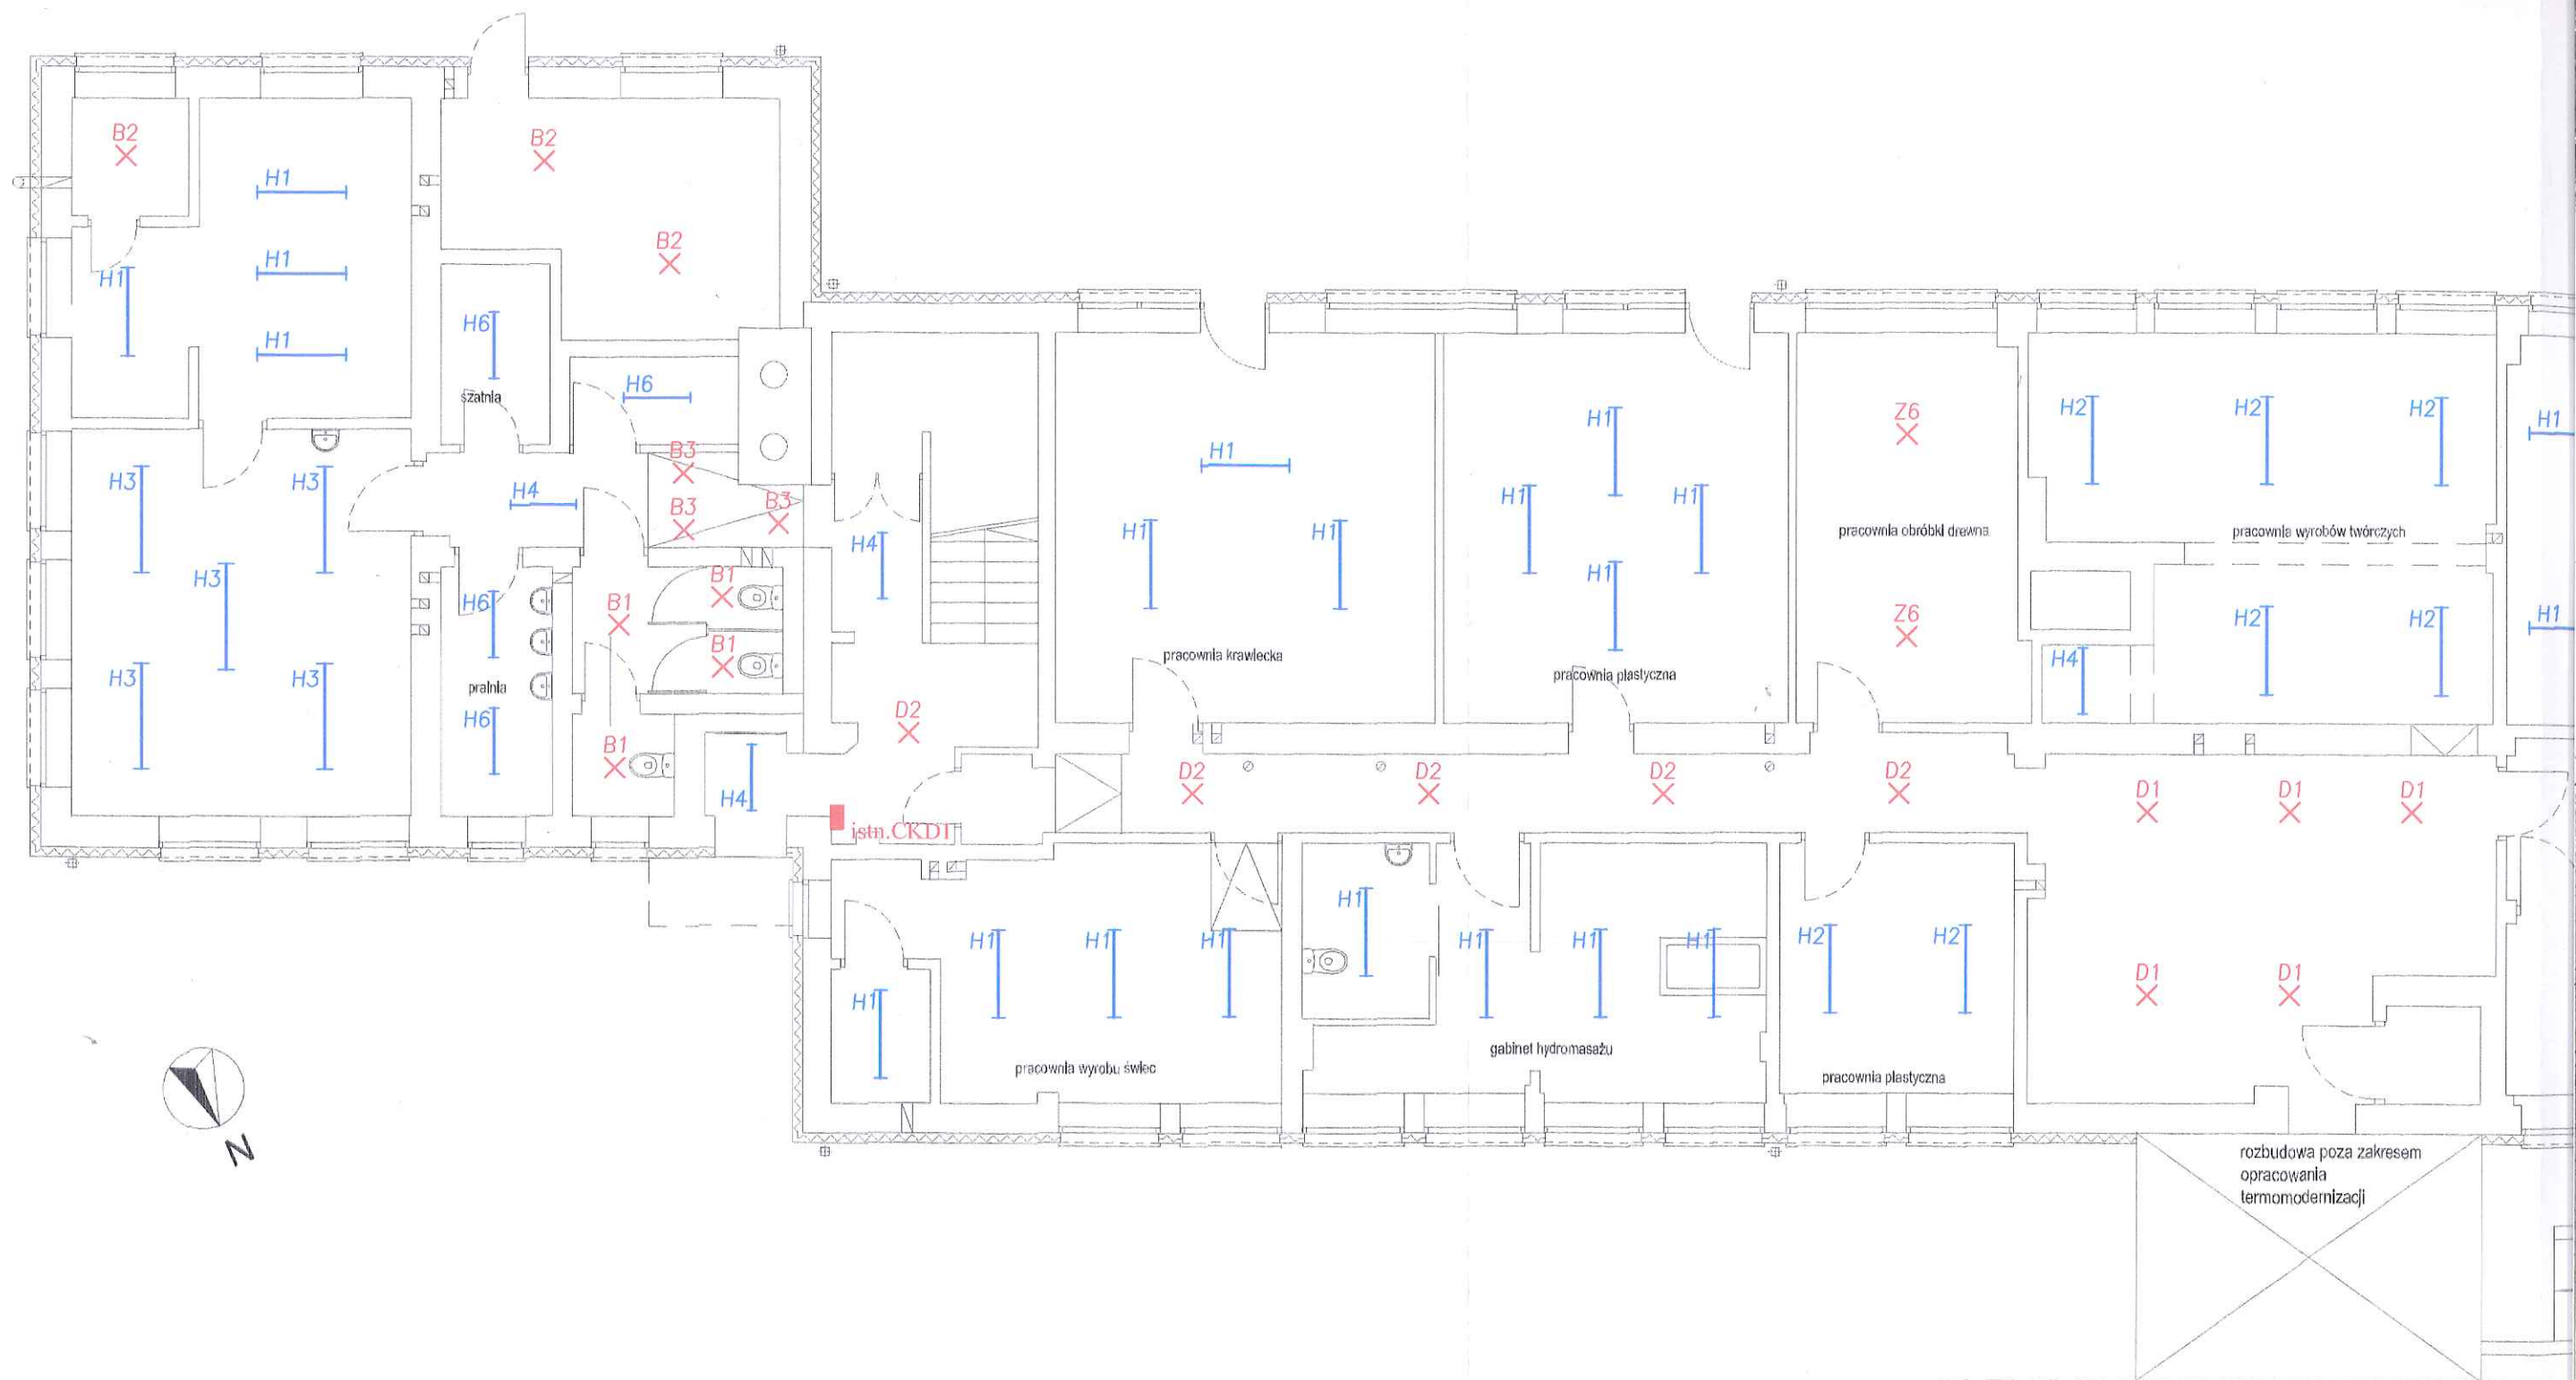 B2
B2
H1
B2
H1
H1
H6
H1
szatnia
H6
H3
H3
H4
B3
B3
B3
H3
H6
H3
H3
pralnia
H6
B1
B1
B1
B1
H4
H4
D2
istn.CKD1
H1
H1
H1
pracownia krawiecka
H1
H1
H1
H1
pracownia plastyczna
Z6
pracownia obróbki drewna
Z6
H2
H2
H2
pracownia wyrobów twórczych
H2
H2
H4
H1
H1
D2
D2
D2
D2
D1
D1
D1
D1
D1
H1
H1
H1
H1
pracownia wyrobu świec
H1
H1
H1
H1
gabinet hydromasażu
H2
H2
pracownia plastyczna
N
rozbudowa poza zakresem
opracowania
termomodernizacji